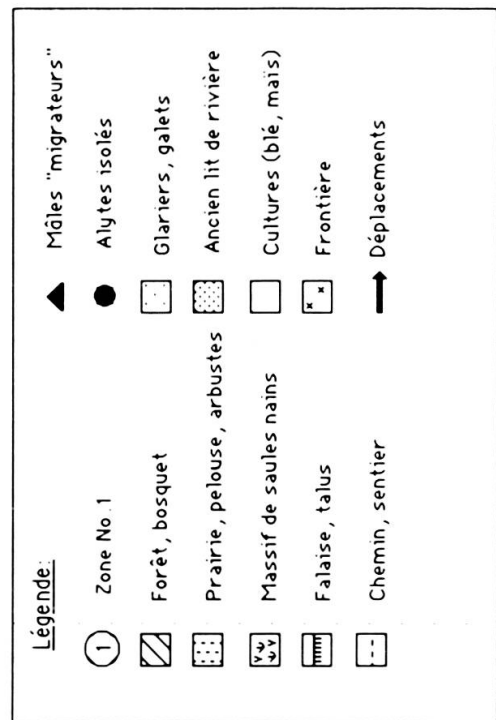 Légende:
1 Zone No.1
Forêt, bosquet
Prairie, pelouse, arbustes
Massif de saules nains
Falaise, talus
Chemin, sentier
Mâles "migrateurs"
Alytes isolés
Glariers, galets
Ancien lit de rivière
Cultures (blé, maïs)
Frontière
Déplacements